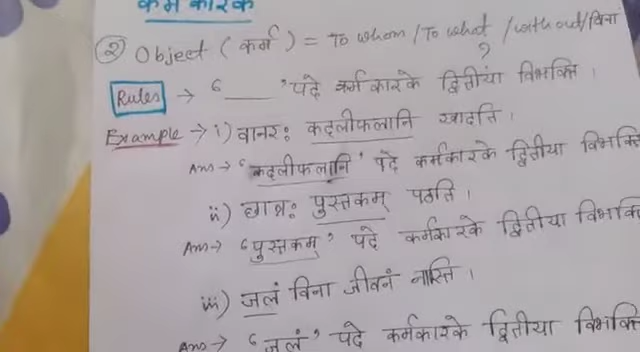 कर्म कारक
② Object ( कर्म ) = To whom / To what / without / विना
?
Rules → ‘ ___ ’ पदे कर्मकारके द्वितीया विभक्ति ।
Example → i) वानरः कदलीफलानि खादति ।
Ans → ‘कदलीफलानि’ पदे कर्मकारके द्वितीया विभक्ति
ii) छात्रः पुस्तकम् पठति ।
Ans → ‘पुस्तकम्’ पदे कर्मकारके द्वितीया विभक्ति
iii) जलं विना जीवनं नास्ति ।
Ans → ‘जलं’ पदे कर्मकारके द्वितीया विभक्ति